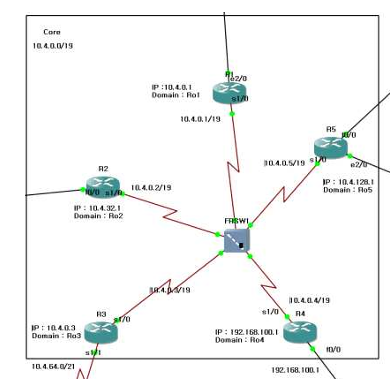 Core
10.4.0.0/19
R1
e2/0
IP :10.4.0.1
Domain : Ro1
s1/0
10.4.0.1/19
R5
f0/0
10.4.0.5/19
s1/0
e2/0
IP : 10.4.128.1
Domain : Ro5
R2
f0/0 s1/0
10.4.0.2/19
IP : 10.4.32.1
Domain : Ro2
FRSW1
10.4.0.3/19
10.4.0.4/19
R3
s1/0
s1/0
R4
IP : 10.4.0.3
Domain : Ro3
IP : 192.168.100.1
Domain : Ro4
s1/1
f0/0
10.4.64.0/21
192.168.100.1